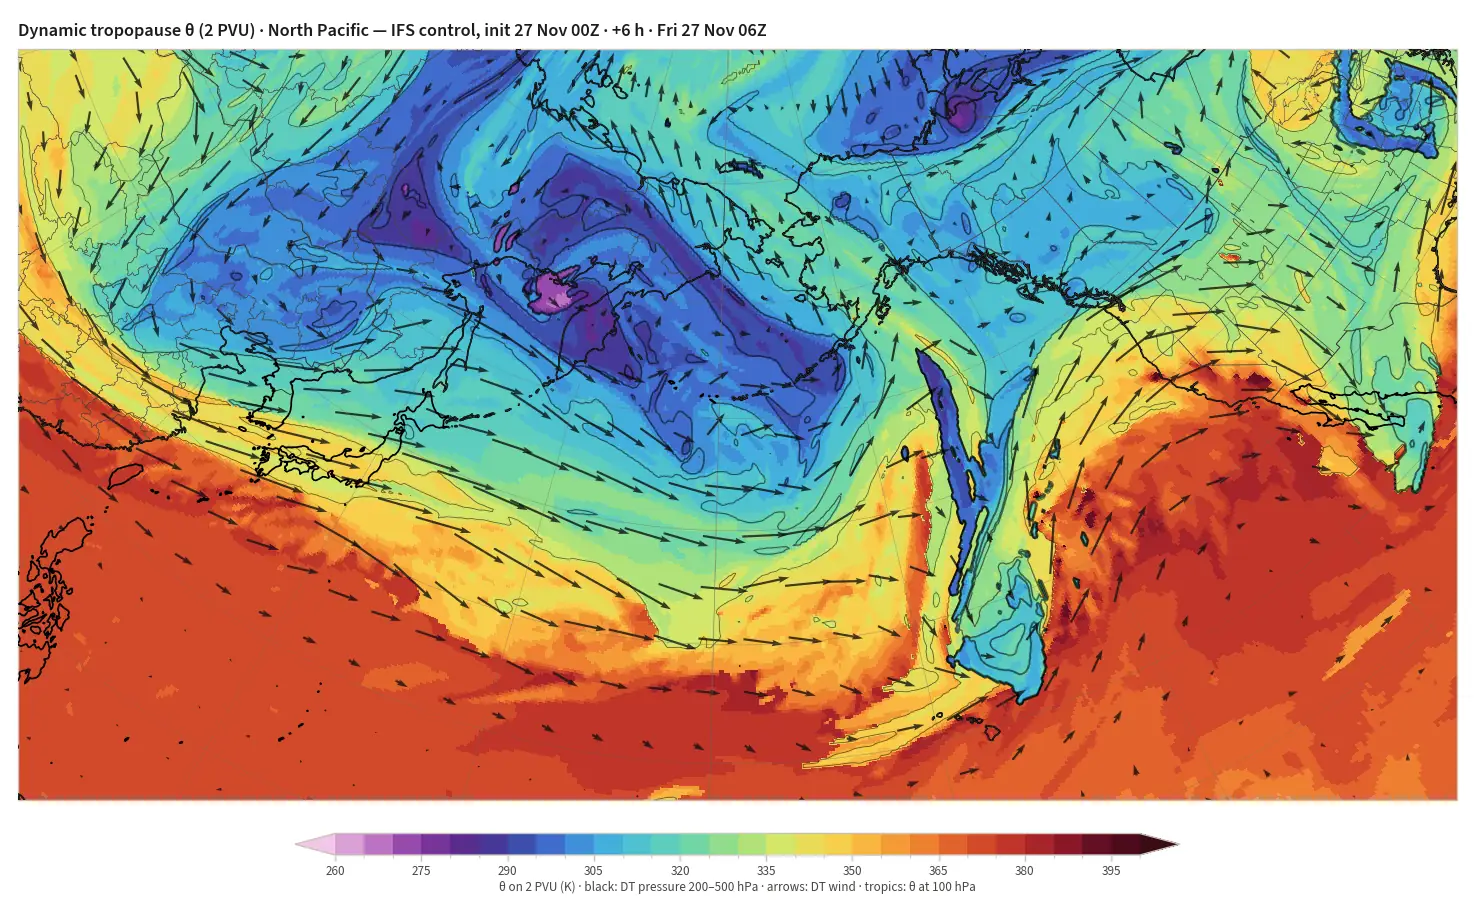 Dynamic tropopause θ (2 PVU) · North Pacific — IFS control, init 27 Nov 00Z · +6 h · Fri 27 Nov 06Z
260 275 290 305 320 335 350 365 380 395
θ on 2 PVU (K) · black: DT pressure 200–500 hPa · arrows: DT wind · tropics: θ at 100 hPa